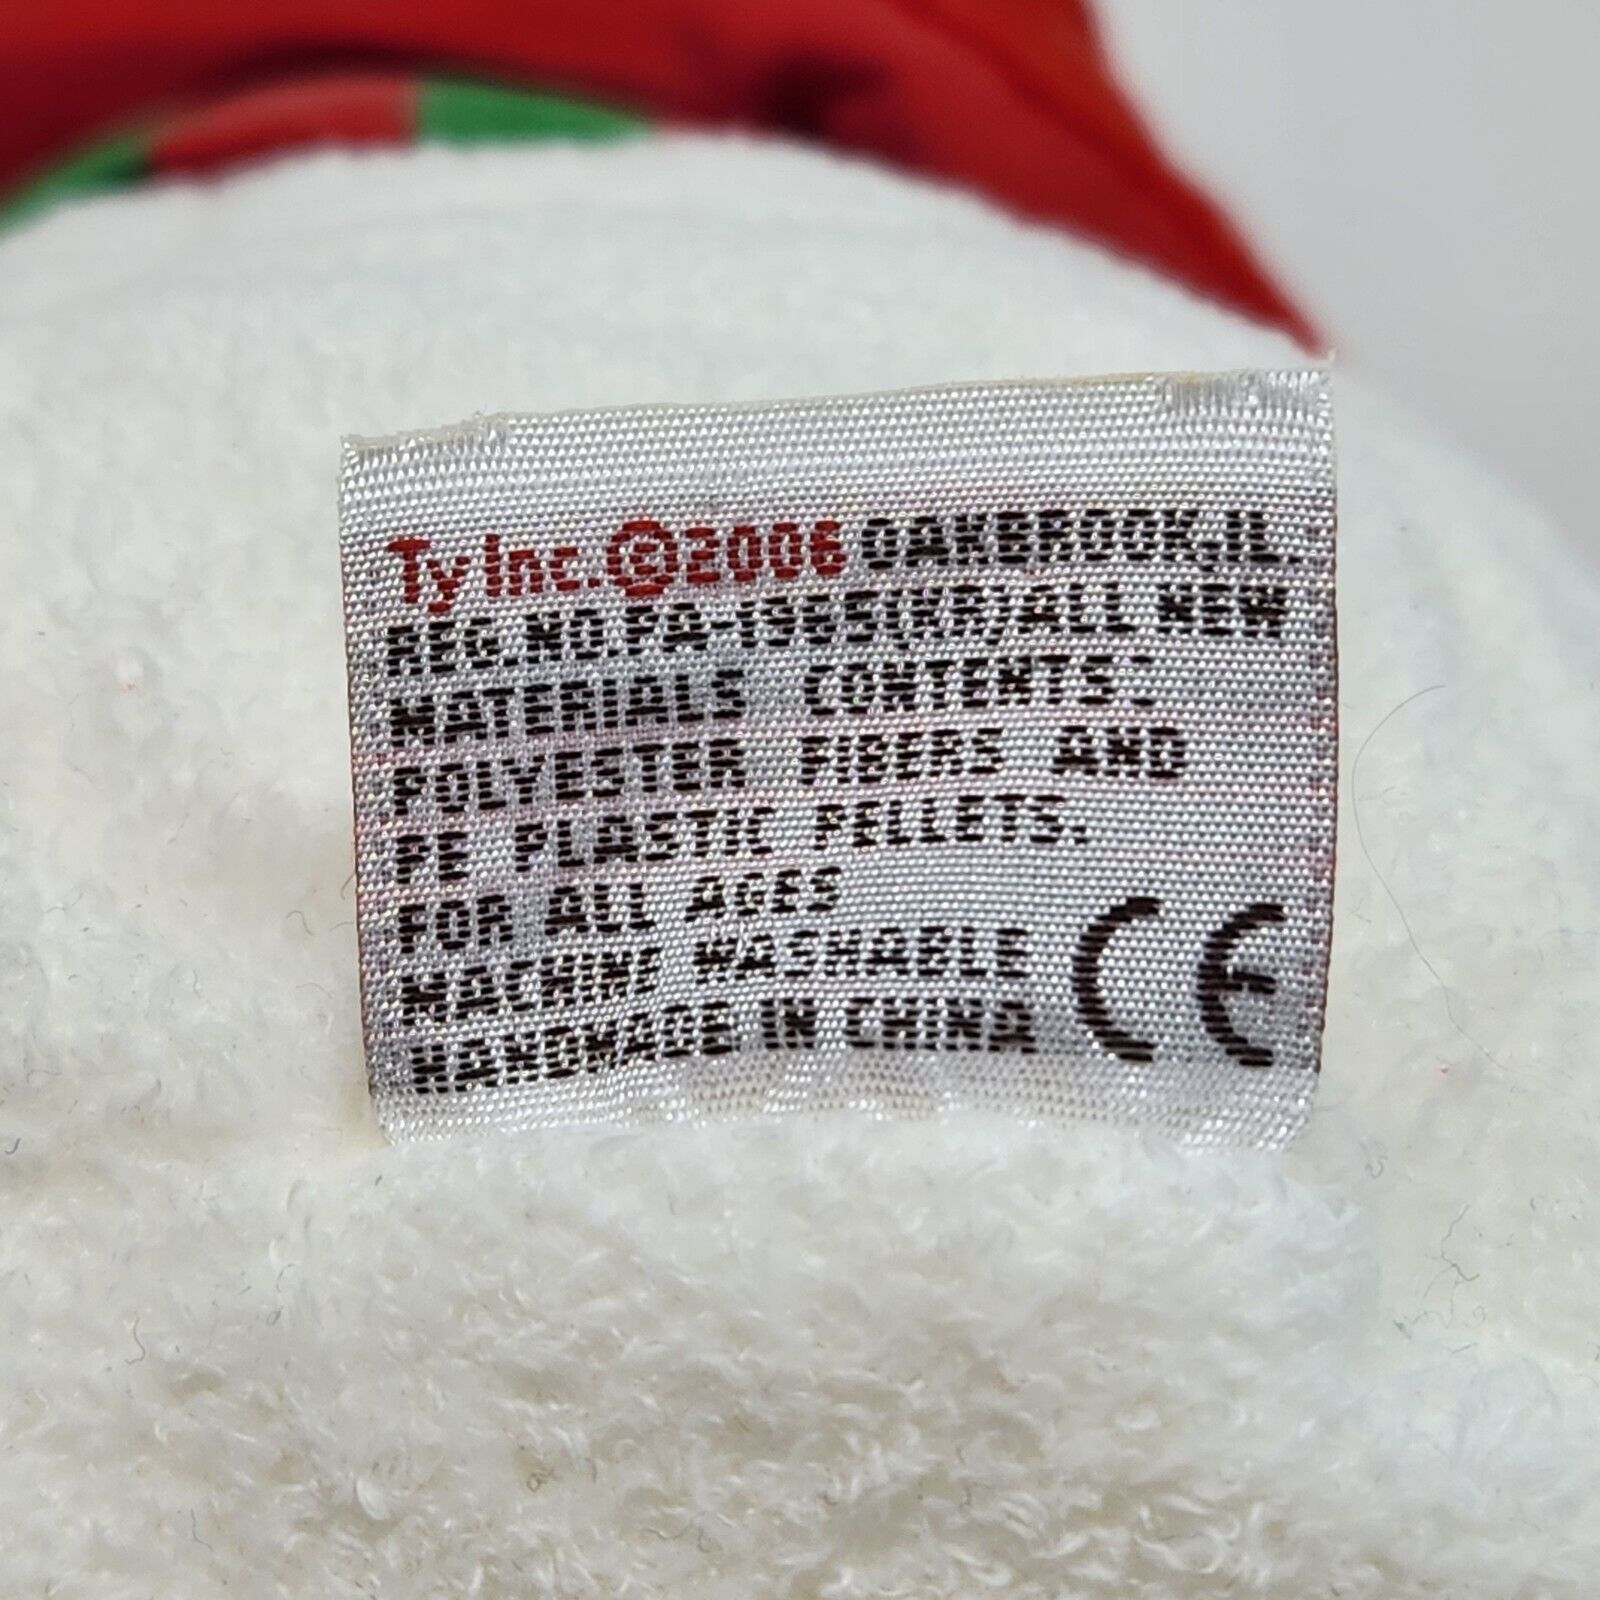 Ty Inc. © 2006 OAKBROOK, IL.
REG. NO. PA-1965(KR) ALL NEW
MATERIALS CONTENTS:
POLYESTER FIBERS AND
PE PLASTIC PELLETS.
FOR ALL AGES
MACHINE WASHABLE
HANDMADE IN CHINA CE